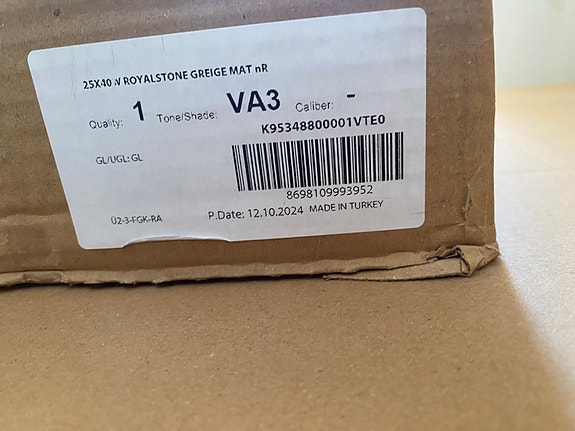 25X40 V ROYALSTONE GREIGE MAT nR
Quality: 1 Tone/Shade: VA3 Caliber: -
K95348800001VTE0
GL/UGL: GL
8698109993952
Ü2-3-FGK-RA P.Date: 12.10.2024 MADE IN TURKEY